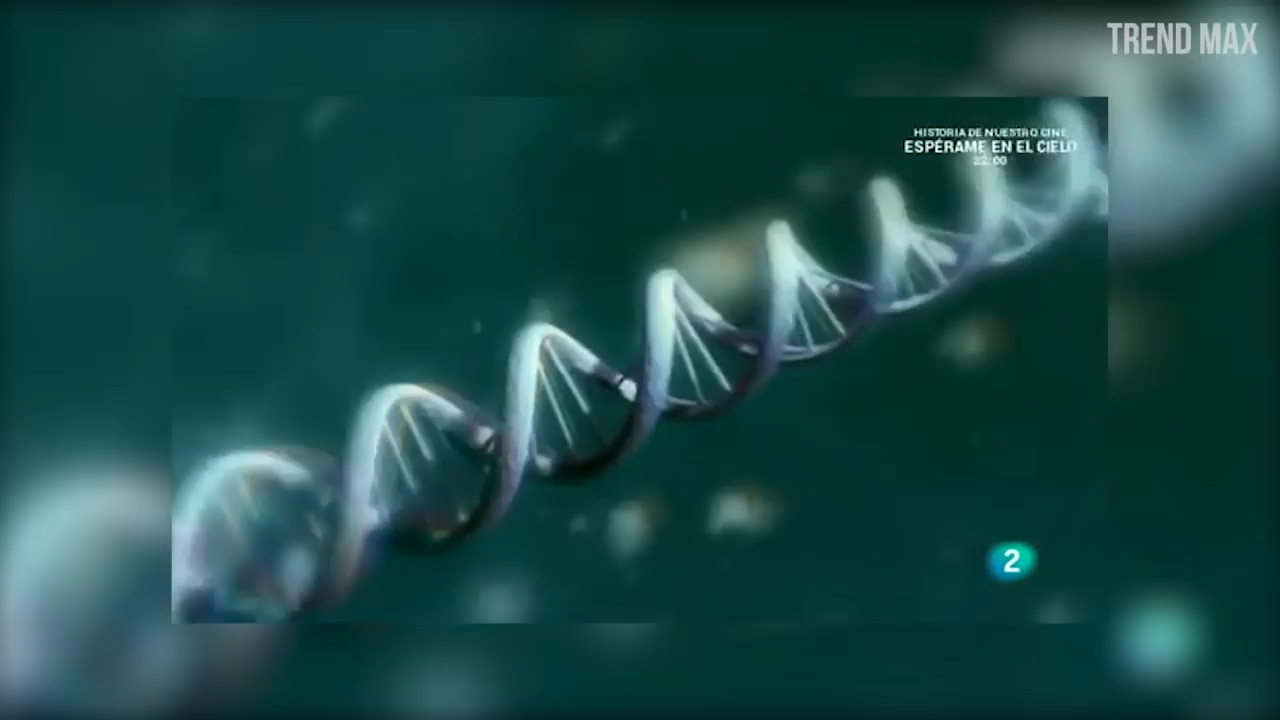 TREND MAX
HISTORIA DE NUESTRO CINE
ESPÉRAME EN EL CIELO
22:00
2